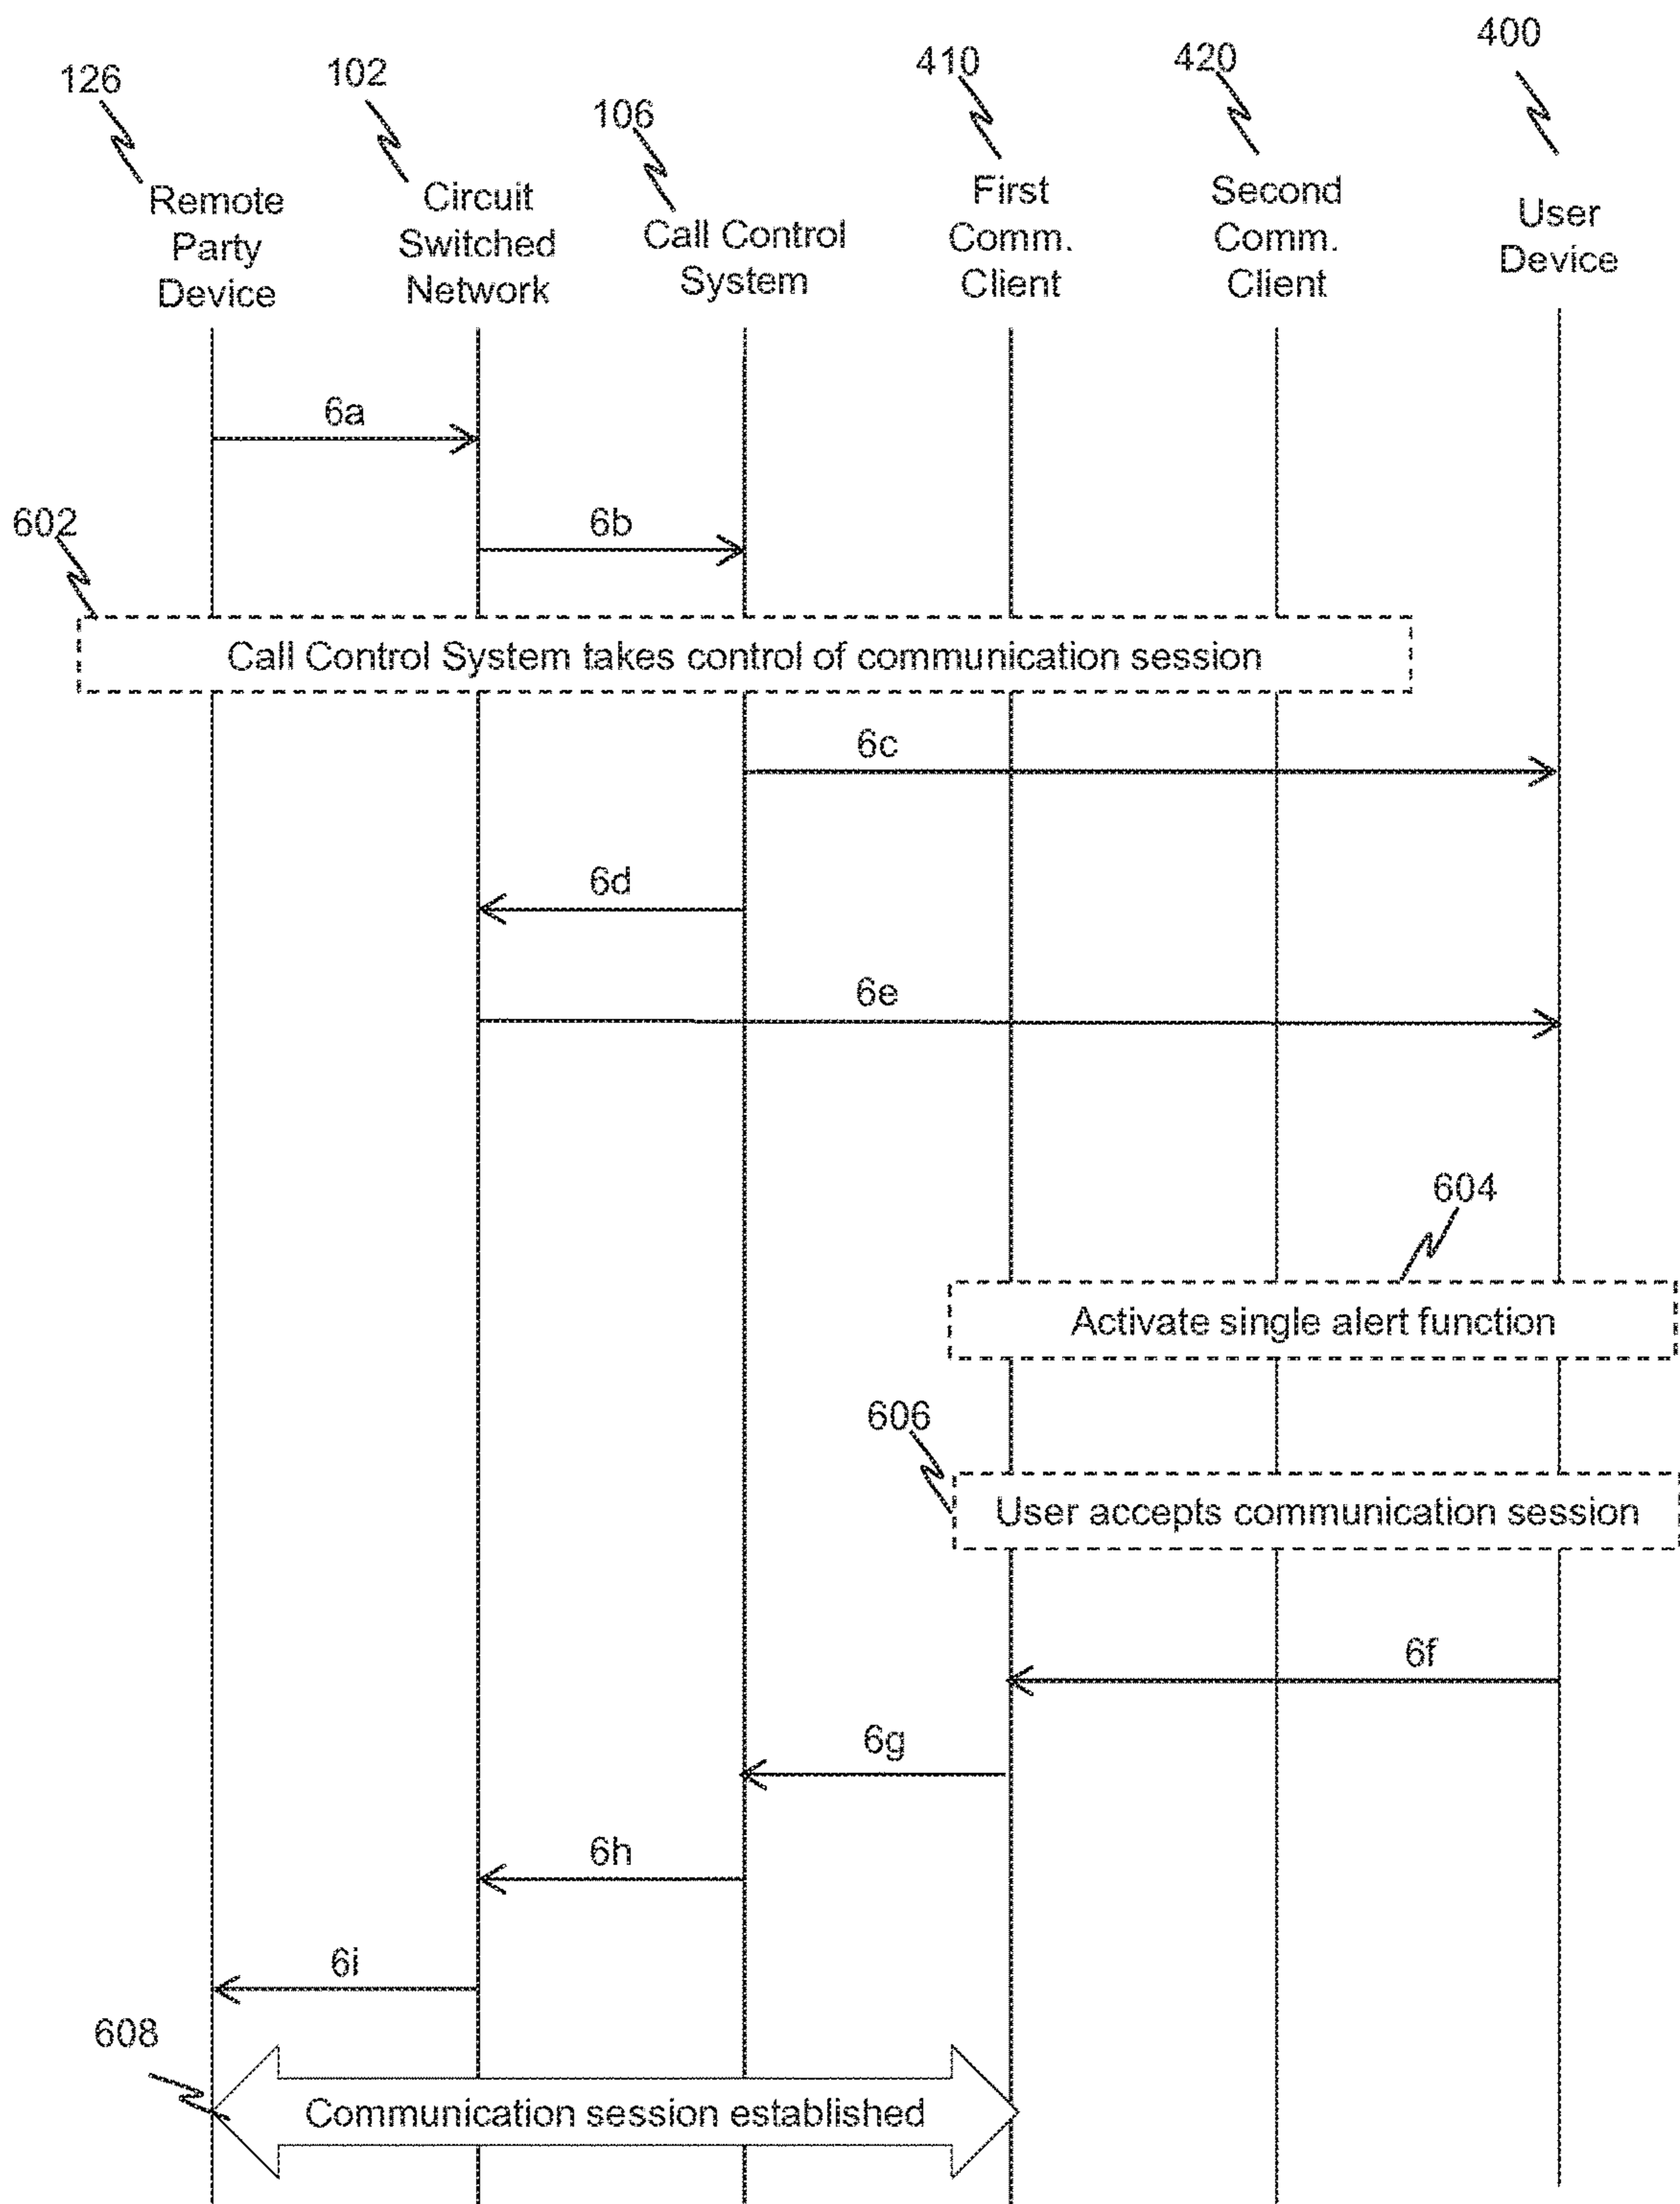 126
102
106
410
420
400
Remote
Party
Device
Circuit
Switched
Network
Call Control
System
First
Comm.
Client
Second
Comm.
Client
User
Device
6a
6b
602
Call Control System takes control of communication session
6c
6d
6e
604
Activate single alert function
606
User accepts communication session
6f
6g
6h
6i
608
Communication session established